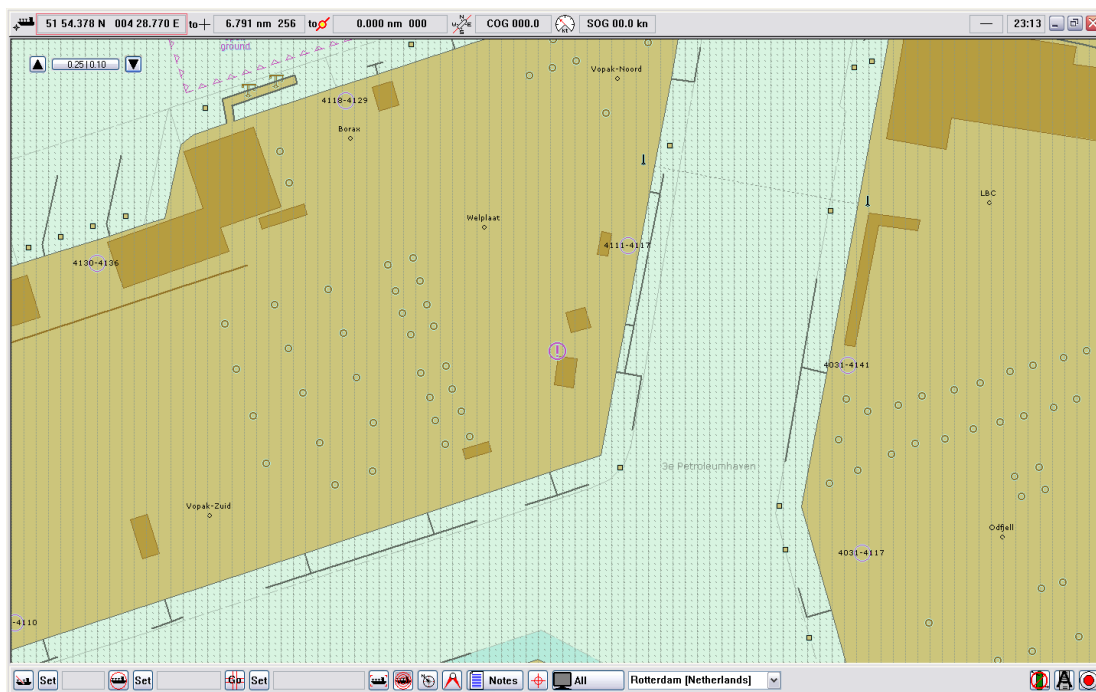 51 54.378 N 004 28.770 E to 6.791 nm 256 to 0.000 nm 000 COG 000.0 SOG 00.0 kn 23:13
ground
0.25|0.10
Vopak-Noord
4118-4129
Borax
LBC
Welplaat
4111-4117
4130-4136
4031-4141
3e Petroleumhaven
Vopak-Zuid
Odfjell
4031-4117
-4110
Set Set Go Set Notes All Rotterdam [Netherlands]